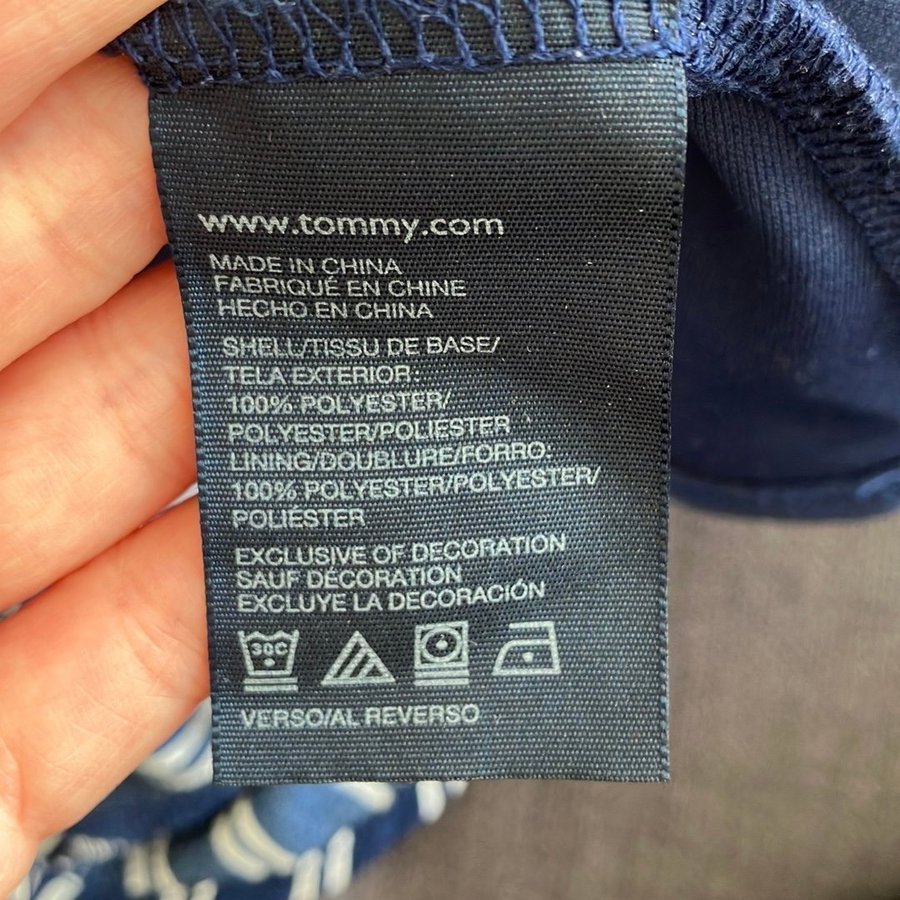 www.tommy.com
MADE IN CHINA
FABRIQUÉ EN CHINE
HECHO EN CHINA
SHELL/TISSU DE BASE/
TELA EXTERIOR:
100% POLYESTER/
POLYESTER/POLIESTER
LINING/DOUBLURE/FORRO:
100% POLYESTER/POLYESTER/
POLIÉSTER
EXCLUSIVE OF DECORATION
SAUF DÉCORATION
EXCLUYE LA DECORACIÓN
30C
VERSO/AL REVERSO